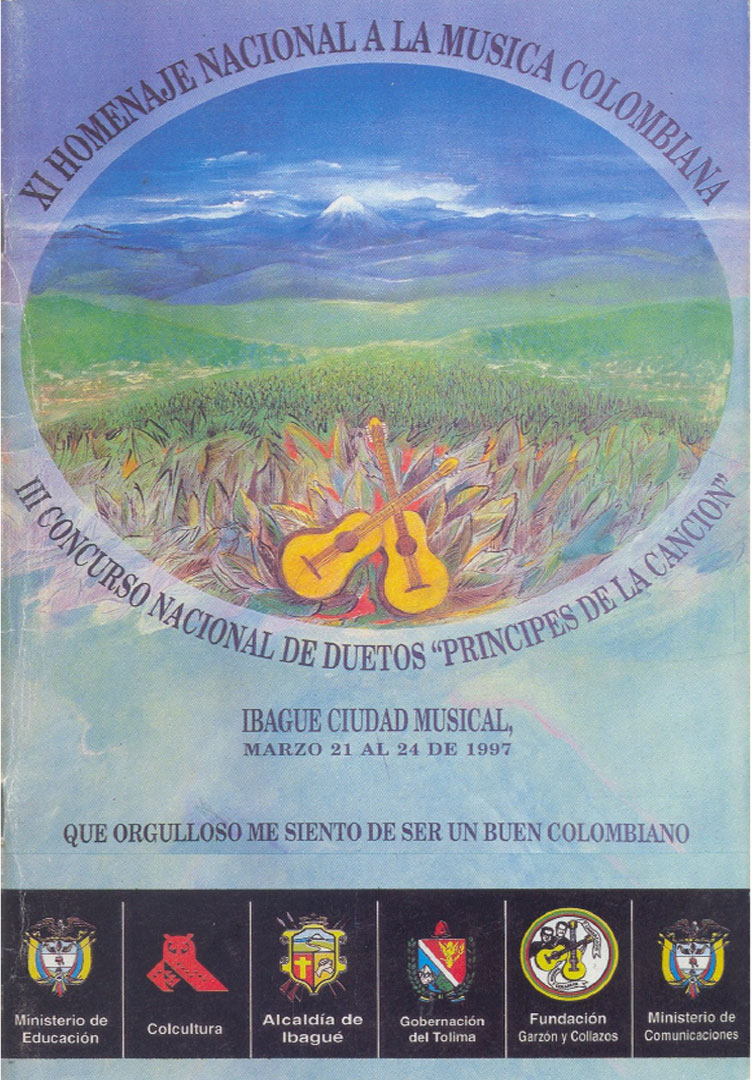 XI HOMENAJE NACIONAL A LA MUSICA COLOMBIANA
III CONCURSO NACIONAL DE DUETOS “PRINCIPES DE LA CANCION”
IBAGUE CIUDAD MUSICAL,
MARZO 21 AL 24 DE 1997
QUE ORGULLOSO ME SIENTO DE SER UN BUEN COLOMBIANO
Ministerio de
Educación
Colcultura
Alcaldía de
Ibagué
Gobernación
del Tolima
Fundación
Garzón y Collazos
Ministerio de
Comunicaciones